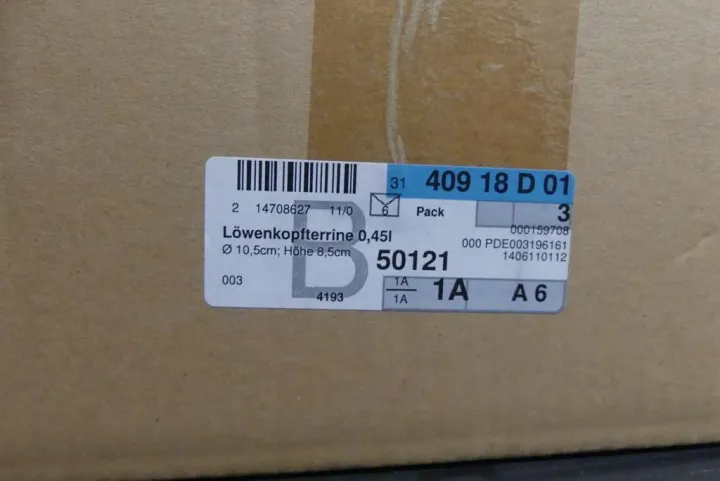 31 409 18 D 01
2 14708627 11/0 6 Pack 3
000159708
Löwenkopfterrine 0,45l
000 PDE003196161
Ø 10,5cm; Höhe 8,5cm
50121
1406110112
B
003
4193
1A
1A
1A
A 6